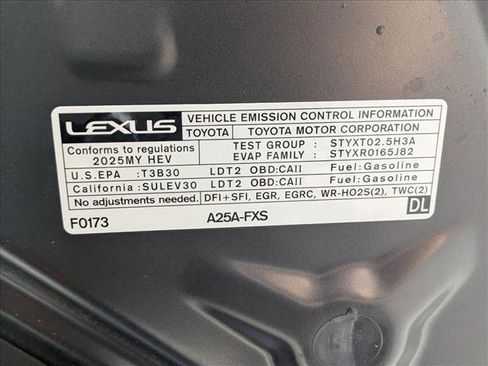 LEXUS VEHICLE EMISSION CONTROL INFORMATION
TOYOTA TOYOTA MOTOR CORPORATION
Conforms to regulations TEST GROUP : STYXT02.5H3A
2025MY HEV EVAP FAMILY : STYXR0165J82
U.S.EPA :T3B30 LDT2 OBD:CAII Fuel:Gasoline
California :SULEV30 LDT2 OBD:CAII Fuel:Gasoline
No adjustments needed. DFI+SFI, EGR, EGRC, WR-HO2S(2), TWC(2)
F0173 A25A-FXS DL